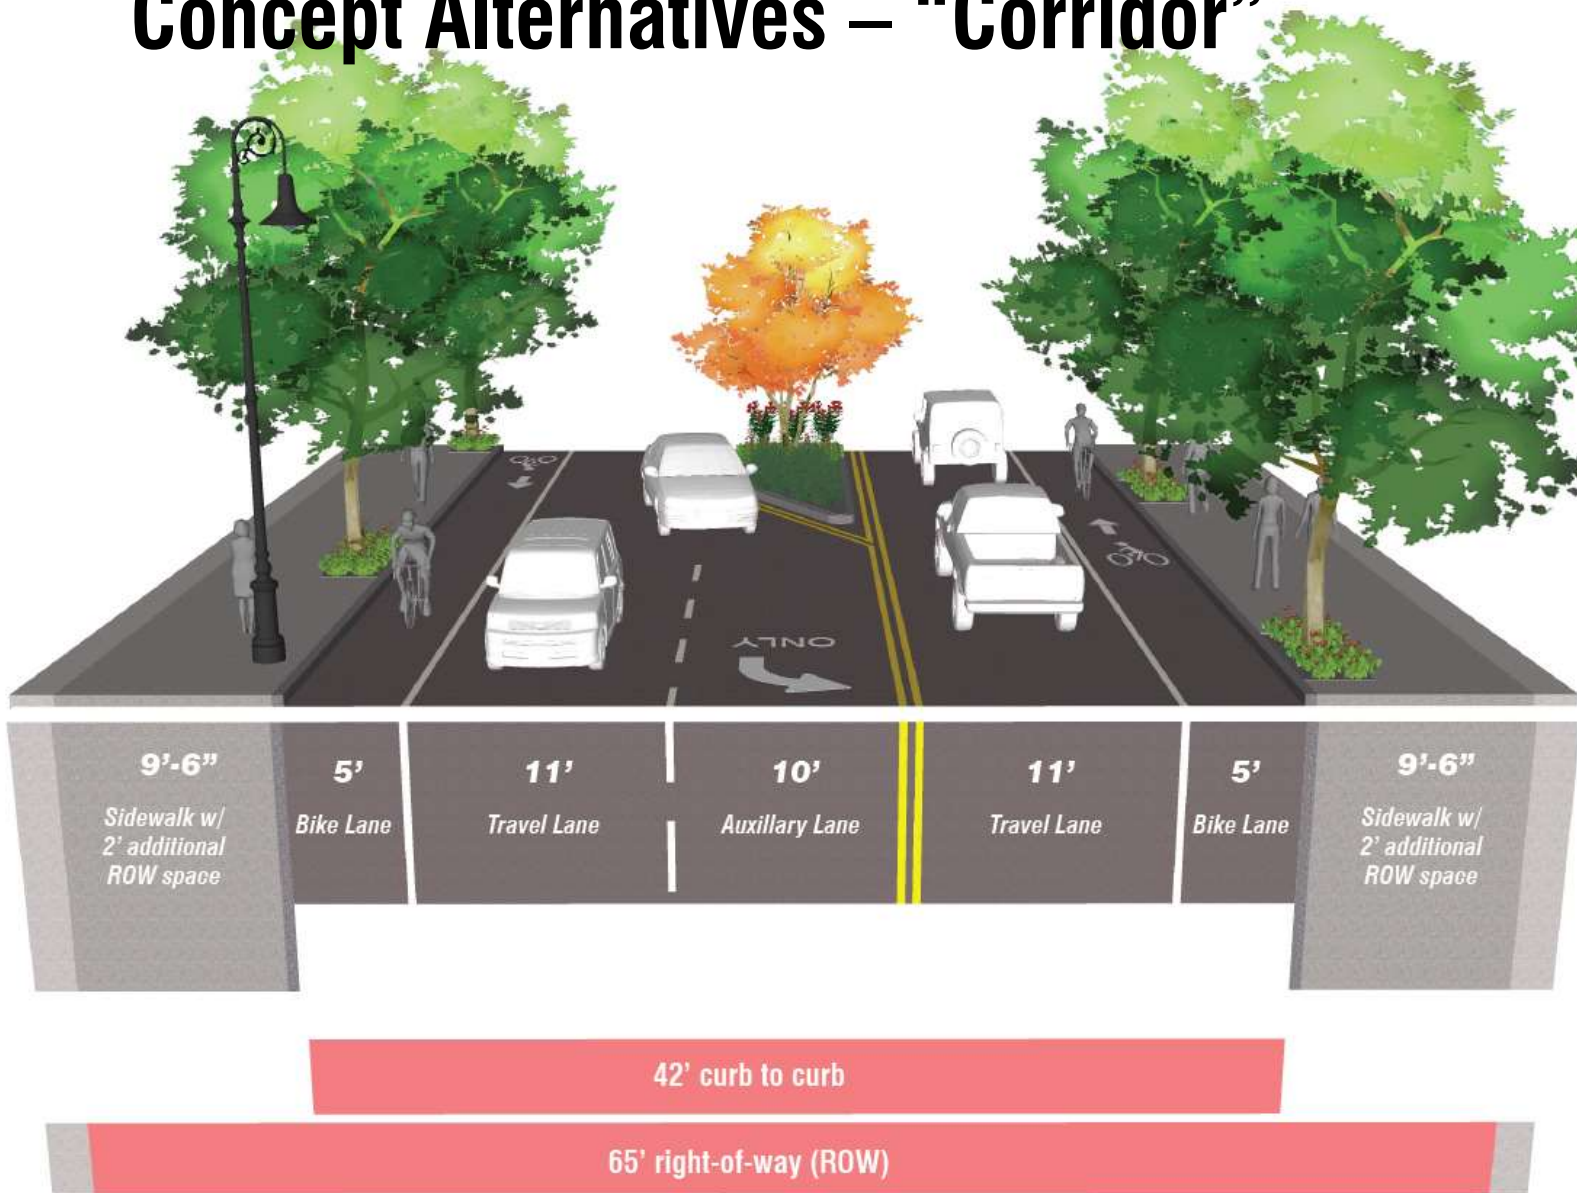 Concept Alternatives – “Corridor”
ONLY
9’-6”
Sidewalk w/
2’ additional
ROW space
5’
Bike Lane
11’
Travel Lane
10’
Auxillary Lane
11’
Travel Lane
5’
Bike Lane
9’-6”
Sidewalk w/
2’ additional
ROW space
42’ curb to curb
65’ right-of-way (ROW)